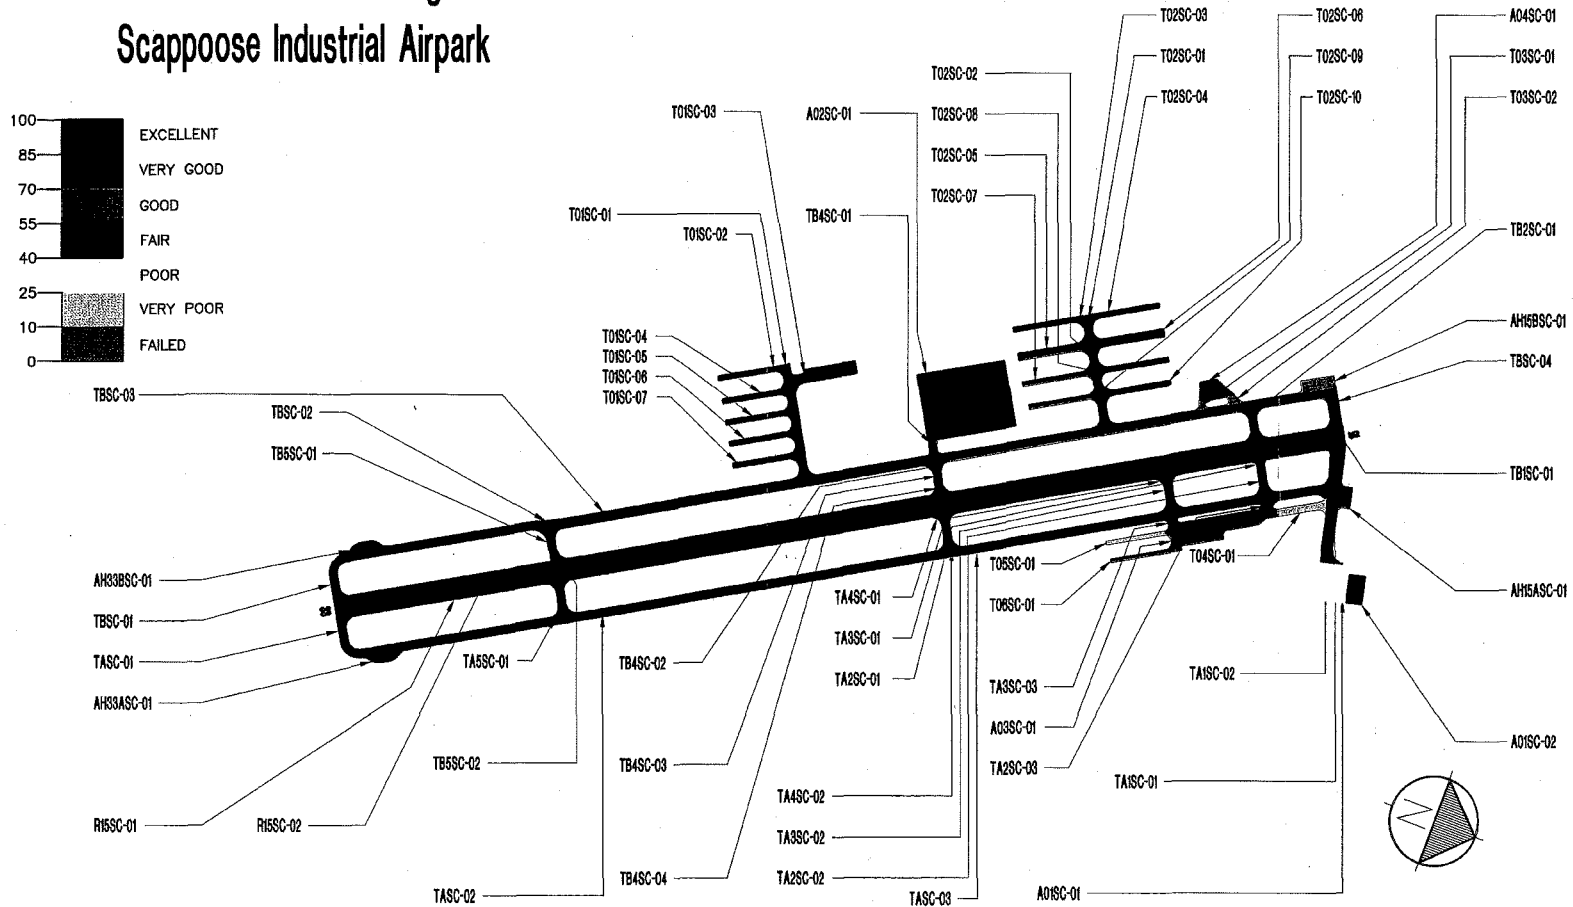 Scappoose Industrial Airpark
100
85
70
55
40
25
10
0
EXCELLENT
VERY GOOD
GOOD
FAIR
POOR
VERY POOR
FAILED
T02SC-03
T02SC-06
A04SC-01
T02SC-01
T02SC-09
T03SC-01
T02SC-02
T02SC-04
T02SC-10
T03SC-02
T01SC-03
A02SC-01
T02SC-08
T02SC-05
T02SC-07
T01SC-01
TB4SC-01
T01SC-02
TB2SC-01
AH15BSC-01
T01SC-04
T01SC-05
T01SC-06
T01SC-07
TBSC-04
TBSC-03
TBSC-02
TB5SC-01
TB1SC-01
AH33BSC-01
T05SC-01
T04SC-01
AH15ASC-01
TBSC-01
TA4SC-01
T06SC-01
TASC-01
TA5SC-01
TB4SC-02
TA3SC-01
TA2SC-01
TA1SC-02
AH33ASC-01
TA3SC-03
A03SC-01
A01SC-02
TB5SC-02
TB4SC-03
TA2SC-03
TA1SC-01
TA4SC-02
R15SC-01
R15SC-02
TA3SC-02
TB4SC-04
TA2SC-02
TASC-02
TASC-03
A01SC-01
N